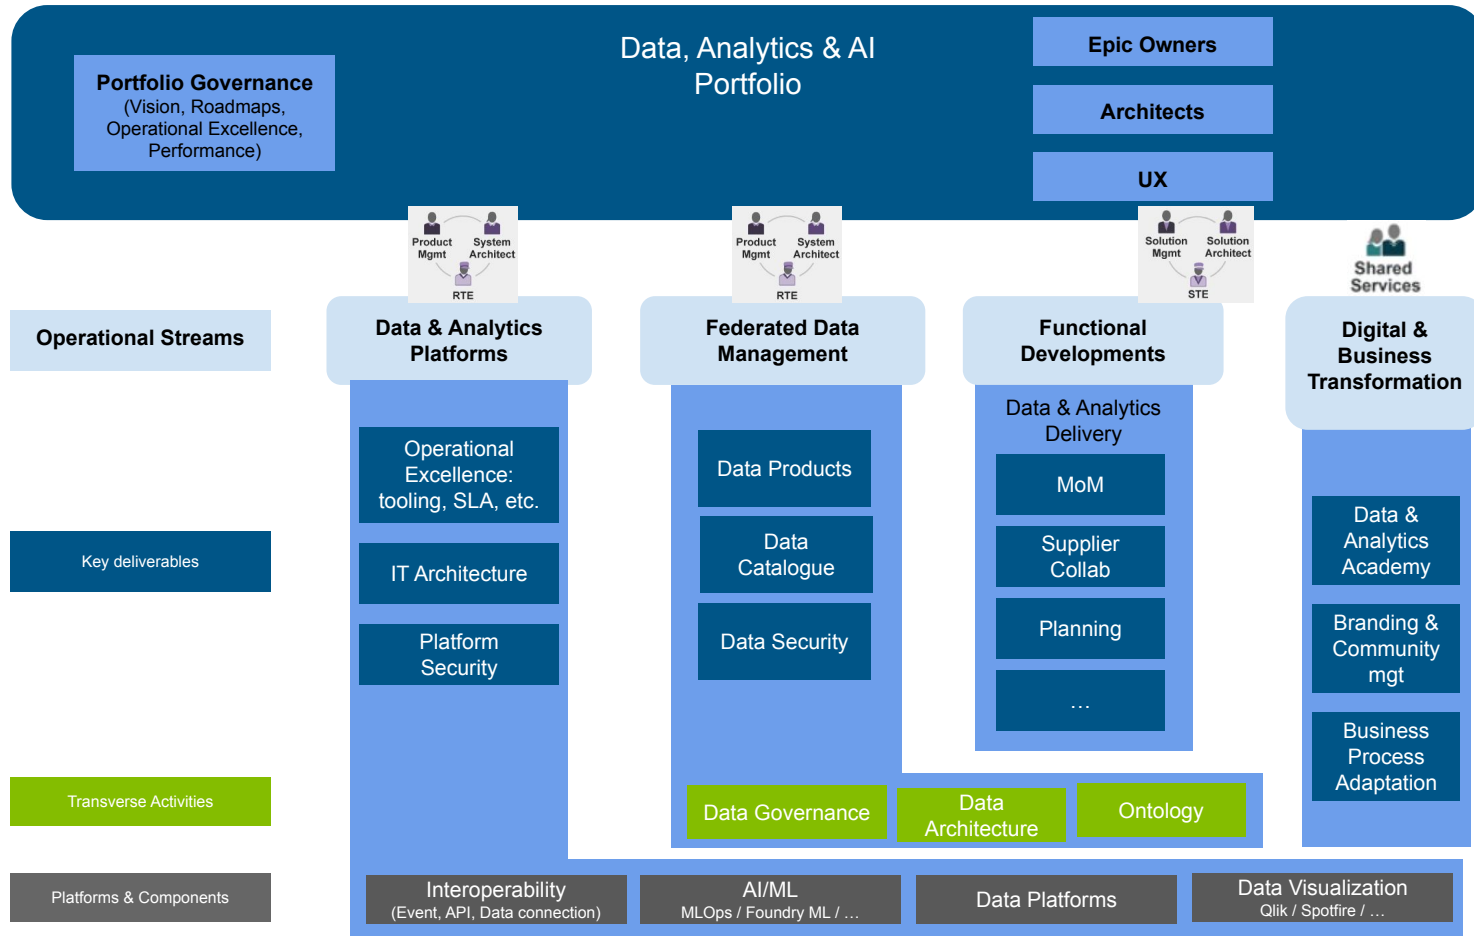 Data, Analytics & AI
Portfolio
Portfolio Governance
(Vision, Roadmaps,
Operational Excellence,
Performance)
Epic Owners
Architects
UX
Product
Mgmt
System
Architect
RTE
Product
Mgmt
System
Architect
RTE
Solution
Mgmt
Solution
Architect
STE
Shared
Services
Operational Streams
Data & Analytics
Platforms
Federated Data
Management
Functional
Developments
Digital &
Business
Transformation
Key deliverables
Operational
Excellence:
tooling, SLA, etc.
IT Architecture
Platform
Security
Data Products
Data
Catalogue
Data Security
Data & Analytics
Delivery
MoM
Supplier
Collab
Planning
...
Data &
Analytics
Academy
Branding &
Community
mgt
Business
Process
Adaptation
Transverse Activities
Data Governance
Data
Architecture
Ontology
Platforms & Components
Interoperability
(Event, API, Data connection)
AI/ML
MLOps / Foundry ML / ...
Data Platforms
Data Visualization
Qlik / Spotfire / ...